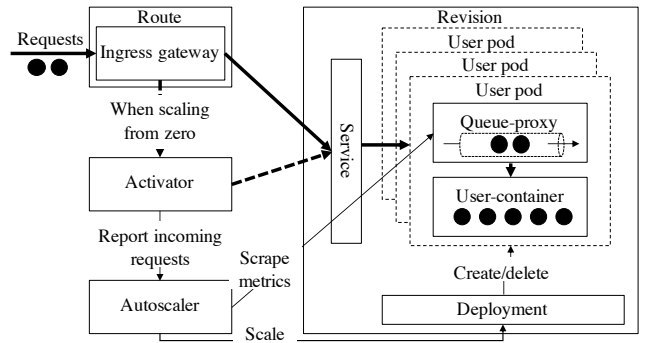 Route
Requests
Ingress gateway
When scaling
from zero
Activator
Report incoming
requests
Autoscaler
Scale
Scrape
metrics
Revision
Service
User pod
User pod
User pod
Queue-proxy
User-container
Create/delete
Deployment